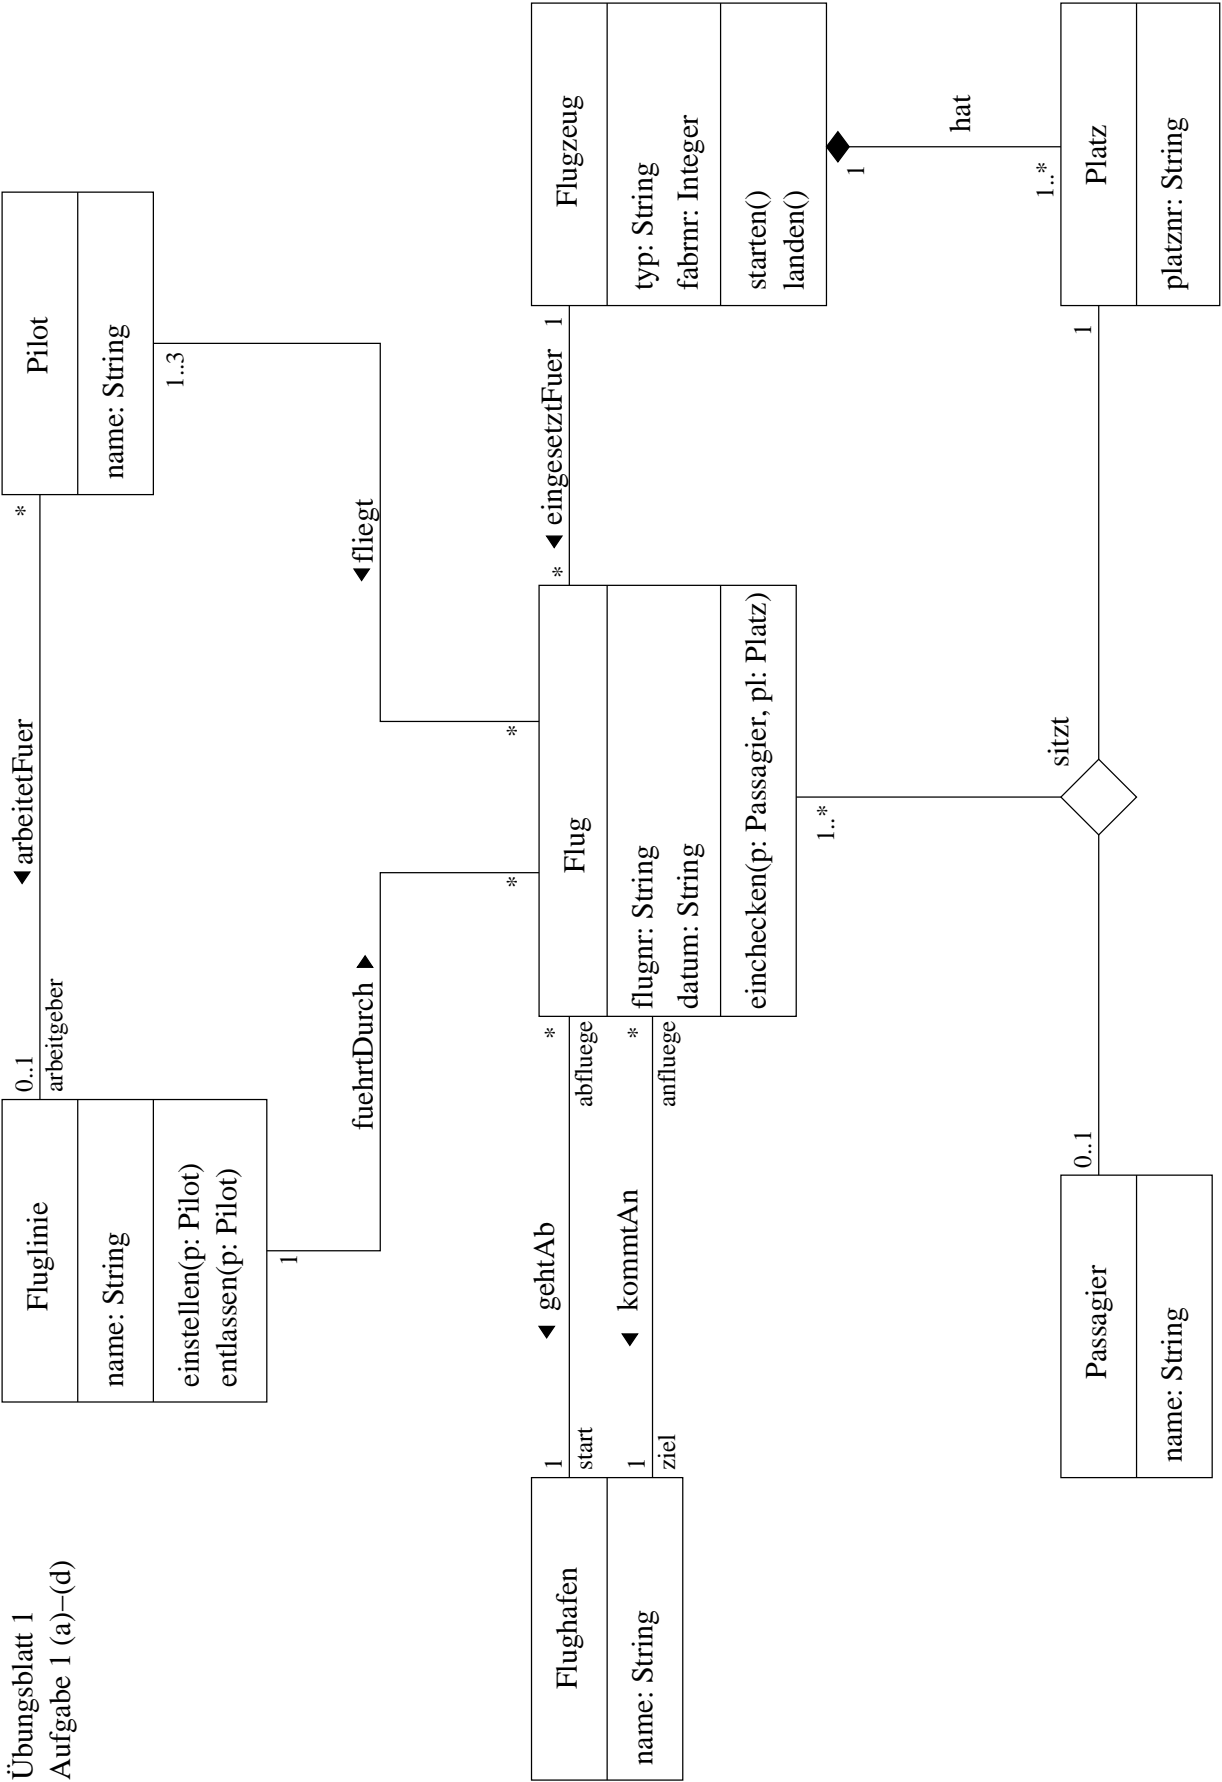 Übungsblatt 1
Aufgabe 1 (a)–(d)
Fluglinie
name: String
einstellen(p: Pilot)
entlassen(p: Pilot)
0..1
arbeitgeber
◀ arbeitetFuer
*
Pilot
name: String
1
fuehrtDurch ▶
*
1..3
◀ fliegt
*
Flughafen
name: String
1
start
◀ gehtAb
*
abfluege
1
ziel
◀ kommtAn
*
anfluege
Flug
flugnr: String
datum: String
einchecken(p: Passagier, pl: Platz)
*
◀ eingesetztFuer
1
Flugzeug
typ: String
fabrnr: Integer
starten()
landen()
1
hat
1..*
1..*
sitzt
Passagier
name: String
0..1
1
Platz
platznr: String